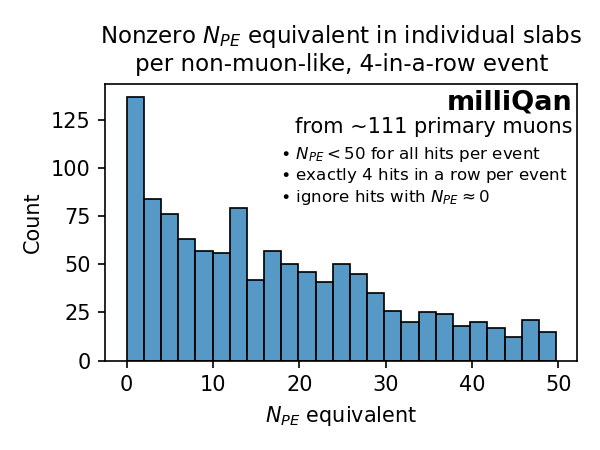 Nonzero N_PE equivalent in individual slabs
per non-muon-like, 4-in-a-row event
milliQan
from ~111 primary muons
• N_PE < 50 for all hits per event
• exactly 4 hits in a row per event
• ignore hits with N_PE ≈ 0
Count
125
100
75
50
25
0
0 10 20 30 40 50
N_PE equivalent